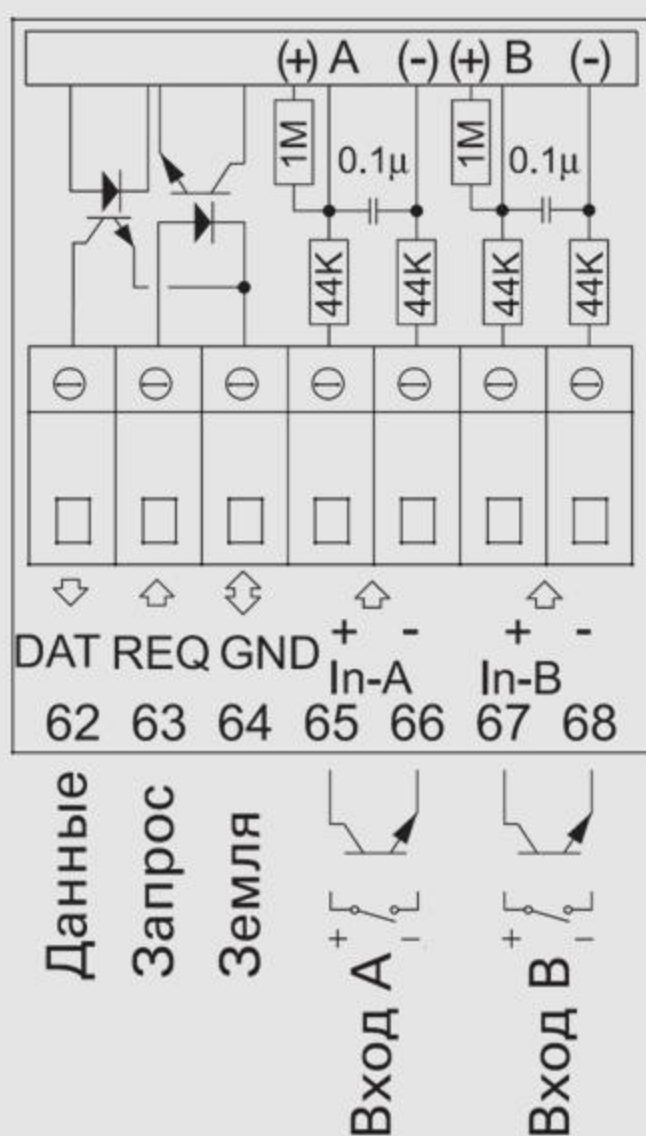 (+) A (-) (+) B (-)
1M 0.1µ 1M 0.1µ
44K 44K 44K 44K
DAT REQ GND + - + -
In-A In-B
62 63 64 65 66 67 68
Данные Запрос Земля
+ - + -
Вход A Вход B